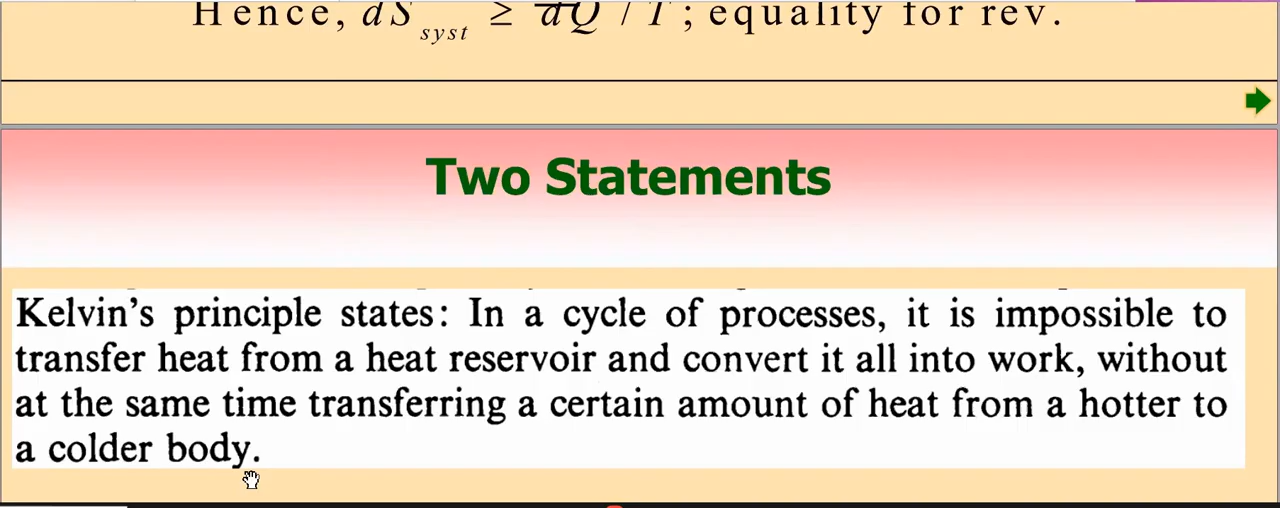 Hence, dS_syst ≥ đQ / T ; equality for rev.
Two Statements
Kelvin's principle states: In a cycle of processes, it is impossible to
transfer heat from a heat reservoir and convert it all into work, without
at the same time transferring a certain amount of heat from a hotter to
a colder body.